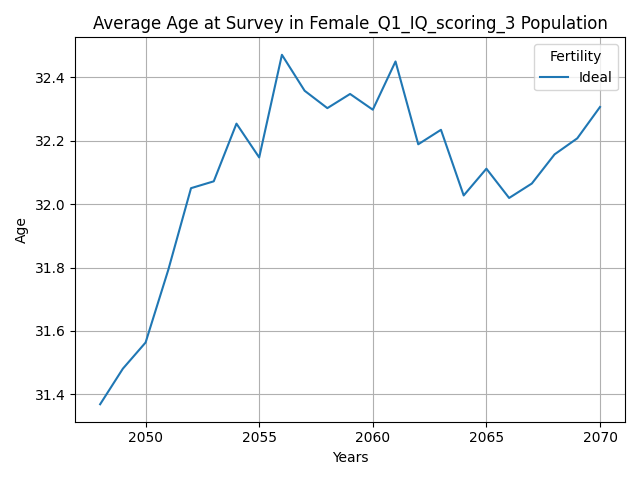 Average Age at Survey in Female_Q1_IQ_scoring_3 Population
Fertility
Ideal
32.4
32.2
32.0
31.8
31.6
31.4
Age
2050
2055
2060
2065
2070
Years